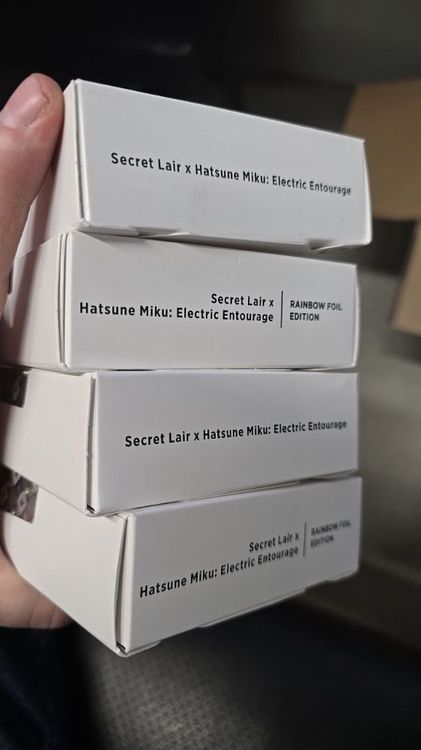 Secret Lair x Hatsune Miku: Electric Entourage
Secret Lair x
Hatsune Miku: Electric Entourage
RAINBOW FOIL
EDITION
Secret Lair x Hatsune Miku: Electric Entourage
Secret Lair x
Hatsune Miku: Electric Entourage
RAINBOW FOIL
EDITION